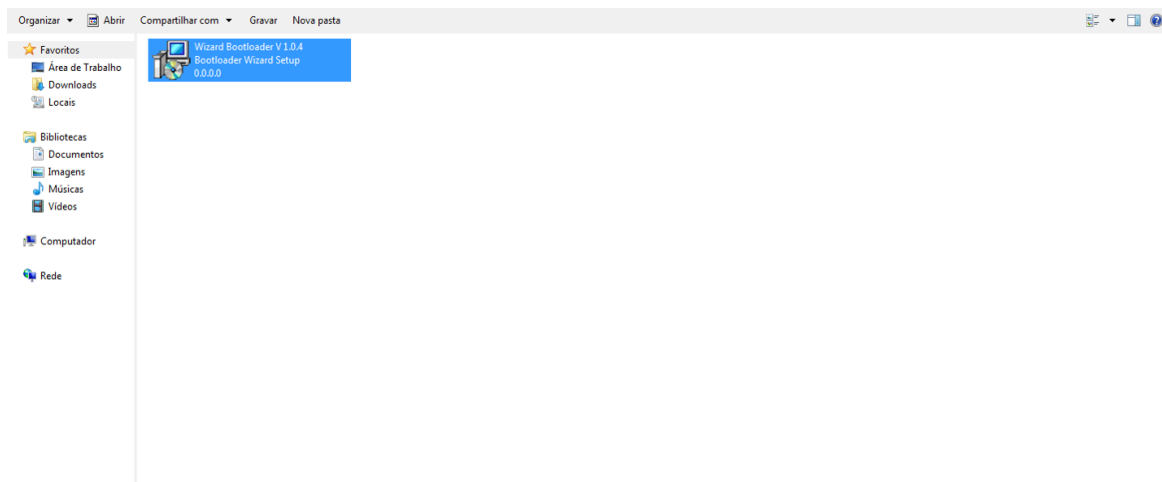 Organizar Abrir Compartilhar com Gravar Nova pasta
Favoritos
Área de Trabalho
Downloads
Locais
Bibliotecas
Documentos
Imagens
Músicas
Vídeos
Computador
Rede
Wizard Bootloader V 1.0.4
Bootloader Wizard Setup
0.0.0.0